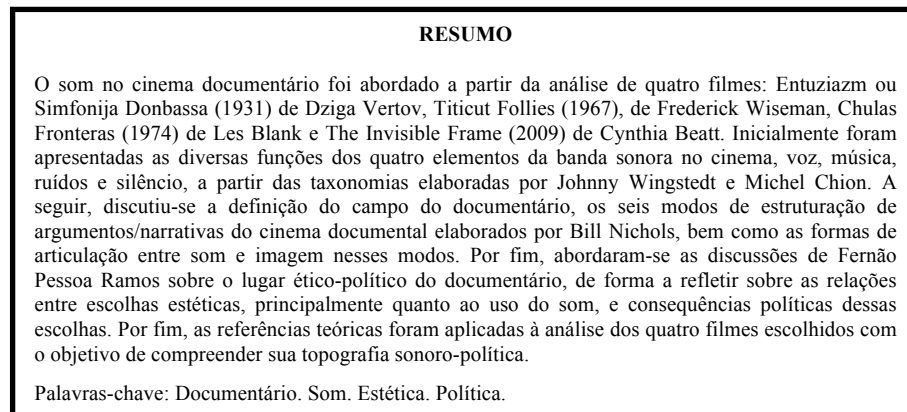 RESUMO
O som no cinema documentário foi abordado a partir da análise de quatro filmes: Entuziazm ou
Simfonija Donbassa (1931) de Dziga Vertov, Titicut Follies (1967), de Frederick Wiseman, Chulas
Fronteras (1974) de Les Blank e The Invisible Frame (2009) de Cynthia Beatt. Inicialmente foram
apresentadas as diversas funções dos quatro elementos da banda sonora no cinema, voz, música,
ruídos e silêncio, a partir das taxonomias elaboradas por Johnny Wingstedt e Michel Chion. A
seguir, discutiu-se a definição do campo do documentário, os seis modos de estruturação de
argumentos/narrativas do cinema documental elaborados por Bill Nichols, bem como as formas de
articulação entre som e imagem nesses modos. Por fim, abordaram-se as discussões de Fernão
Pessoa Ramos sobre o lugar ético-político do documentário, de forma a refletir sobre as relações
entre escolhas estéticas, principalmente quanto ao uso do som, e consequências políticas dessas
escolhas. Por fim, as referências teóricas foram aplicadas à análise dos quatro filmes escolhidos com
o objetivo de compreender sua topografia sonoro-política.
Palavras-chave: Documentário. Som. Estética. Política.